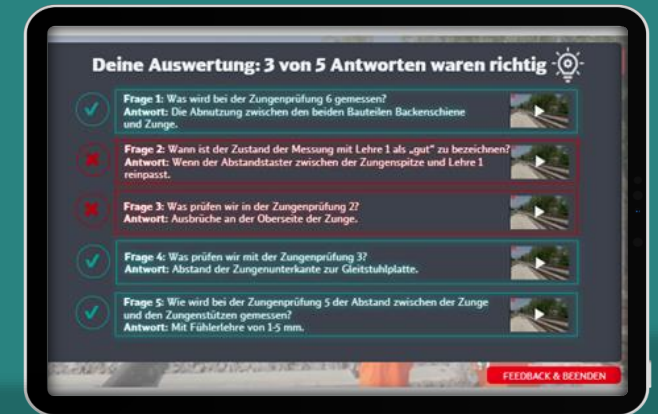 Deine Auswertung: 3 von 5 Antworten waren richtig
Frage 1: Was wird bei der Zungenprüfung 6 gemessen?
Antwort: Die Abnutzung zwischen den beiden Bauteilen Backenschiene
und Zunge.
Frage 2: Wann ist der Zustand der Messung mit Lehre 1 als „gut“ zu bezeichnen?
Antwort: Wenn der Abstandstaster zwischen der Zungenspitze und Lehre 1
reinpasst.
Frage 3: Was prüfen wir in der Zungenprüfung 2?
Antwort: Ausbrüche an der Oberseite der Zunge.
Frage 4: Was prüfen wir mit der Zungenprüfung 3?
Antwort: Abstand der Zungenunterkante zur Gleitstuhlplatte.
Frage 5: Wie wird bei der Zungenprüfung 5 der Abstand zwischen der Zunge
und den Zungenstützen gemessen?
Antwort: Mit Fühlerlehre von 1-5 mm.
FEEDBACK & BEENDEN